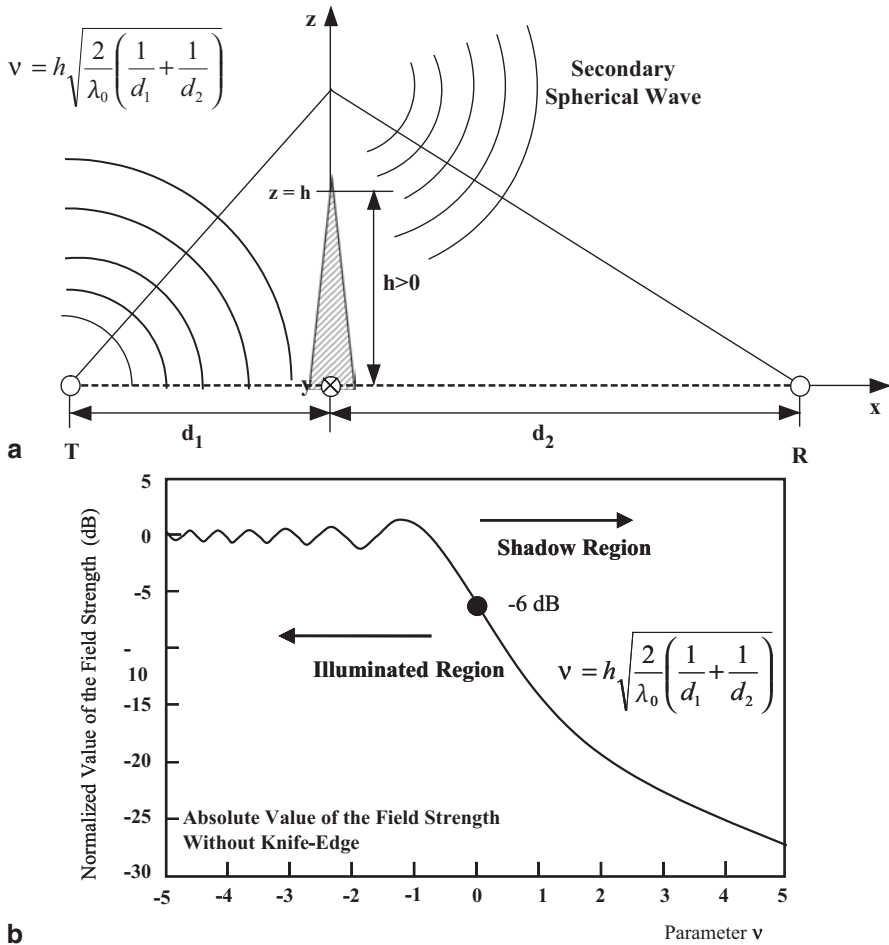 z
ν = h√(2/λ₀ (1/d₁ + 1/d₂))
Secondary
Spherical Wave
z = h
h>0
y
x
d₁
d₂
a
T
R
Normalized Value of the Field Strength (dB)
5
0
-5
-
10
-15
-20
-25
-30
Shadow Region
-6 dB
Illuminated Region
ν = h√(2/λ₀ (1/d₁ + 1/d₂))
Absolute Value of the Field Strength
Without Knife-Edge
-5 -4 -3 -2 -1 0 1 2 3 4 5
b
Parameter ν